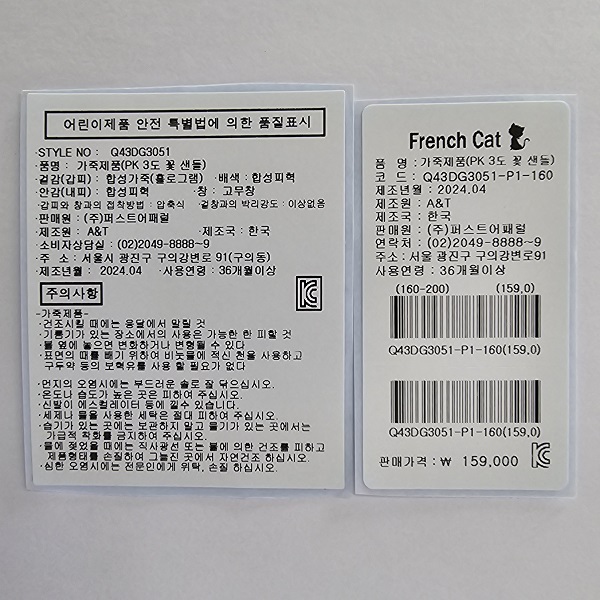 어린이제품 안전 특별법에 의한 품질표시
·STYLE NO : Q43DG3051
·품명 : 가죽제품(PK 3도 꽃 샌들)
·겉감(갑피) : 합성가죽(홀로그램) ·배색 : 합성피혁
·안감(내피) : 합성피혁 ·창 : 고무창
·갑피와 창과의 접착방법 : 압축식 ·겉창과의 박리강도 : 이상없음
·판매원 : (주)퍼스트어패럴
·제조원 : A&T ·제조국 : 한국
·소비자상담실 : (02)2049-8888~9
·주 소 : 서울시 광진구 구의강변로 91(구의동)
·제조년월 : 2024.04 ·사용연령 : 36개월이상
주의사항
-가죽제품-
·건조시킬 때에는 응달에서 말릴 것
·기름기가 있는 장소에서의 사용은 가능한 한 피할 것
·불 옆에 놓으면 변화하거나 변형될 수 있다
·표면의 때를 빼기 위하여 비눗물에 적신 천을 사용하고
구두약 등의 보혁유를 사용 할 필요가 없다
·먼지의 오염시에는 부드러운 솔로 잘 닦으십시오.
·온도나 습도가 높은 곳은 피하여 주십시오.
·신발이 에스컬레이터 등에 낄수 있습니다.
·세제나 물을 사용한 세탁은 절대 피하여 주십시오.
·습기가 있는 곳에는 보관하지 말고 물기가 있는 곳에서는
가급적 착화를 금지하여 주십시오.
·물에 젖었을 때에는 직사광선 또는 불에 의한 건조를 피하고
제품형태를 손질하여 그늘진 곳에서 자연건조 하십시오.
·심한 오염시에는 전문인에게 위탁, 손질 하십시오.
French Cat
품 명 : 가죽제품(PK 3도 꽃 샌들)
코 드 : Q43DG3051-P1-160
제조년월 : 2024.04
제조원 : A&T
제조국 : 한국
판매원 : (주)퍼스트어패럴
연락처 : (02)2049-8888~9
주소 : 서울 광진구 구의강변로91
사용연령 : 36개월이상
(160-200) (159.0)
Q43DG3051-P1-160(159.0)
Q43DG3051-P1-160(159.0)
판매가격 : ₩ 159,000